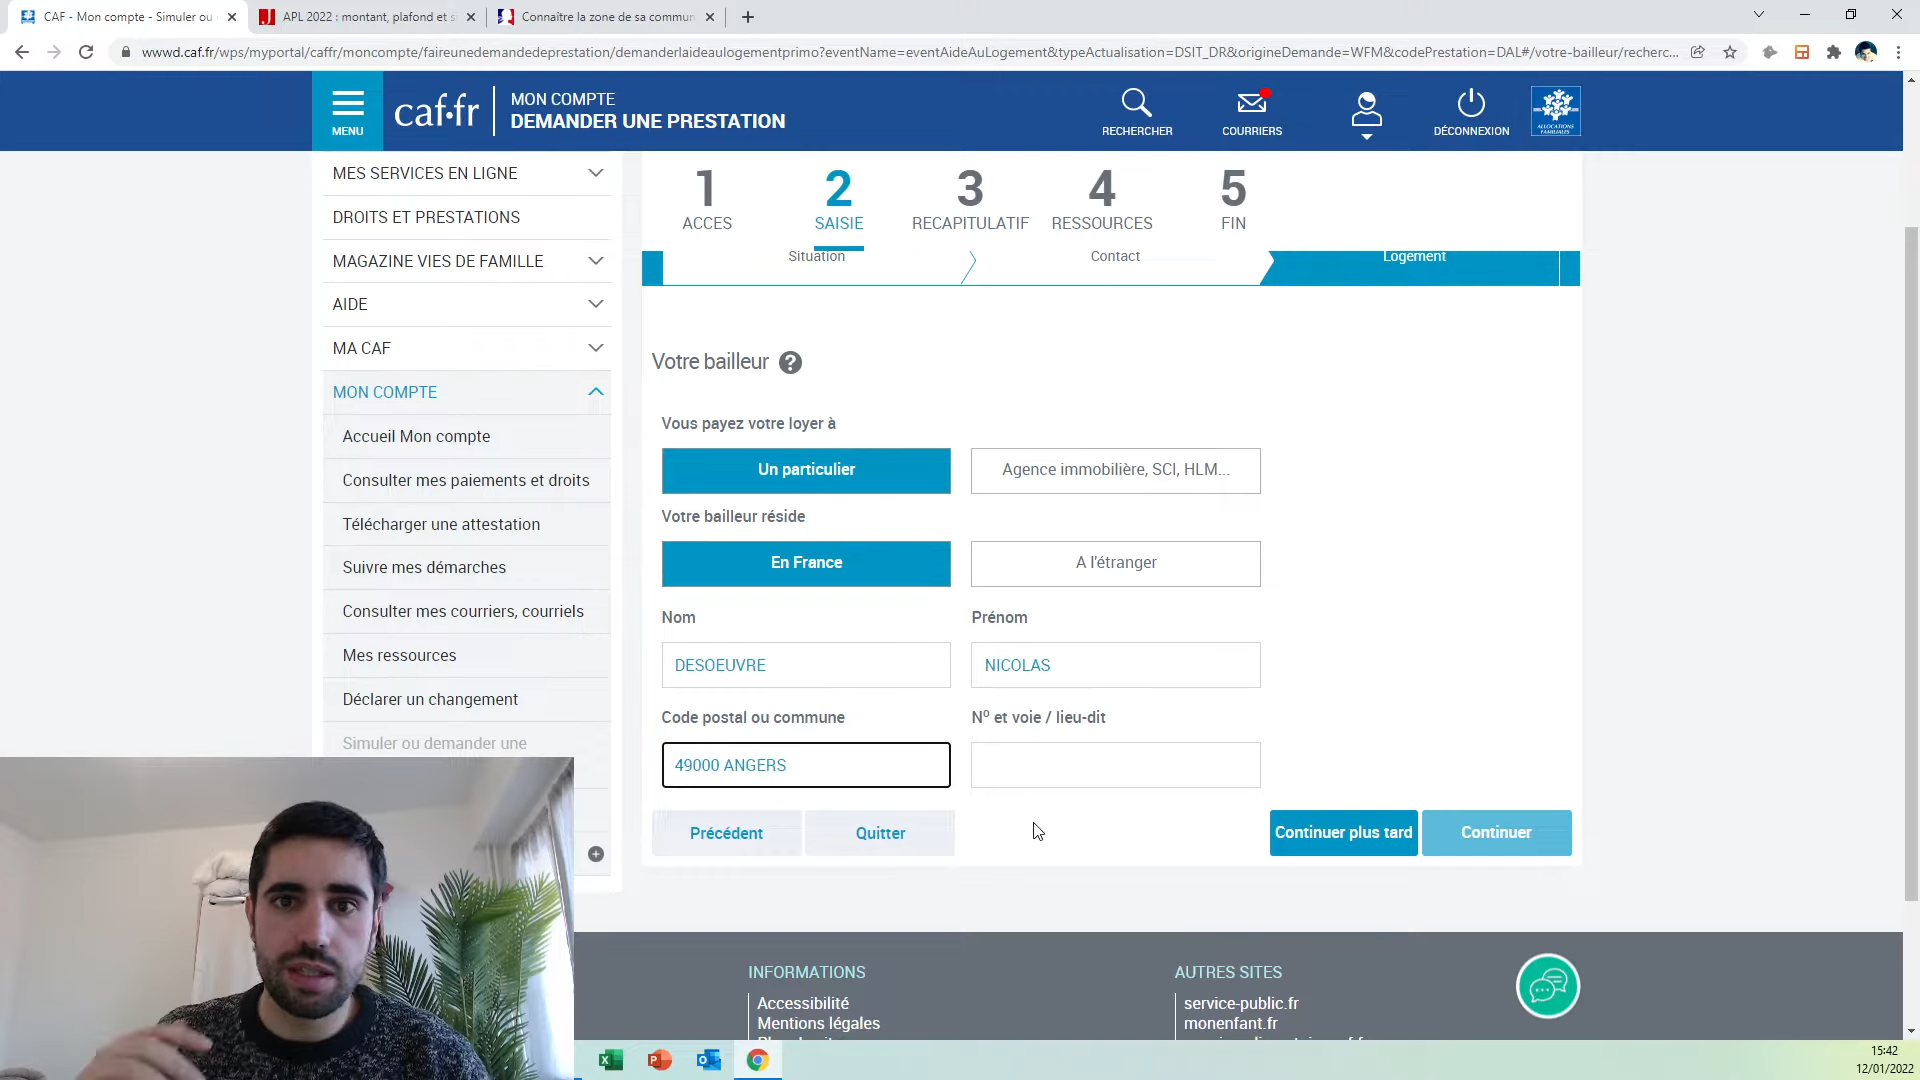 CAF - Mon compte - Simuler ou
APL 2022 : montant, plafond et si
Connaître la zone de sa commun
wwwd.caf.fr/wps/myportal/caffr/moncompte/faireunedemandedeprestation/demanderlaideaulogementprimo?eventName=eventAideAuLogement&typeActualisation=DSIT_DR&origineDemande=WFM&codePrestation=DAL#/votre-bailleur/recherc...
MENU
caf.fr
MON COMPTE
DEMANDER UNE PRESTATION
RECHERCHER
COURRIERS
DÉCONNEXION
ALLOCATIONS
FAMILIALES
MES SERVICES EN LIGNE
DROITS ET PRESTATIONS
MAGAZINE VIES DE FAMILLE
AIDE
MA CAF
MON COMPTE
Accueil Mon compte
Consulter mes paiements et droits
Télécharger une attestation
Suivre mes démarches
Consulter mes courriers, courriels
Mes ressources
Déclarer un changement
Simuler ou demander une
1
ACCES
2
SAISIE
3
RECAPITULATIF
4
RESSOURCES
5
FIN
Situation
Contact
Logement
Votre bailleur ?
Vous payez votre loyer à
Un particulier
Agence immobilière, SCI, HLM...
Votre bailleur réside
En France
A l'étranger
Nom
Prénom
DESOEUVRE
NICOLAS
Code postal ou commune
Nº et voie / lieu-dit
49000 ANGERS
Précédent
Quitter
Continuer plus tard
Continuer
INFORMATIONS
Accessibilité
Mentions légales
AUTRES SITES
service-public.fr
monenfant.fr
15:42
12/01/2022